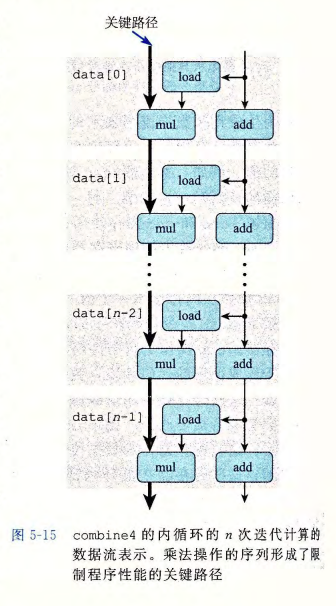 关键路径
data[0]
load
mul
add
data[1]
load
mul
add
data[n-2]
load
mul
add
data[n-1]
load
mul
add
图 5-15 combine4 的内循环的 n 次迭代计算的
数据流表示。乘法操作的序列形成了限
制程序性能的关键路径